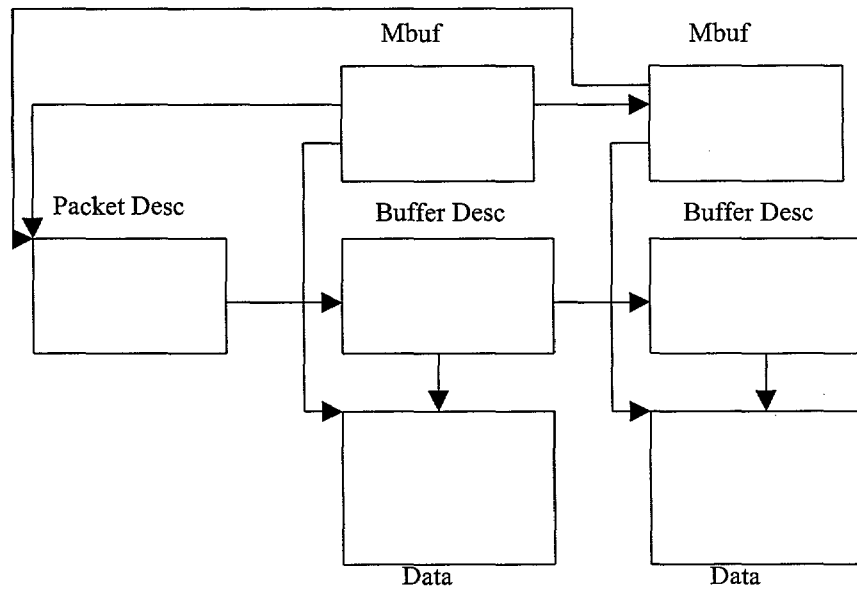 Mbuf
Mbuf
Packet Desc
Buffer Desc
Buffer Desc
Data
Data